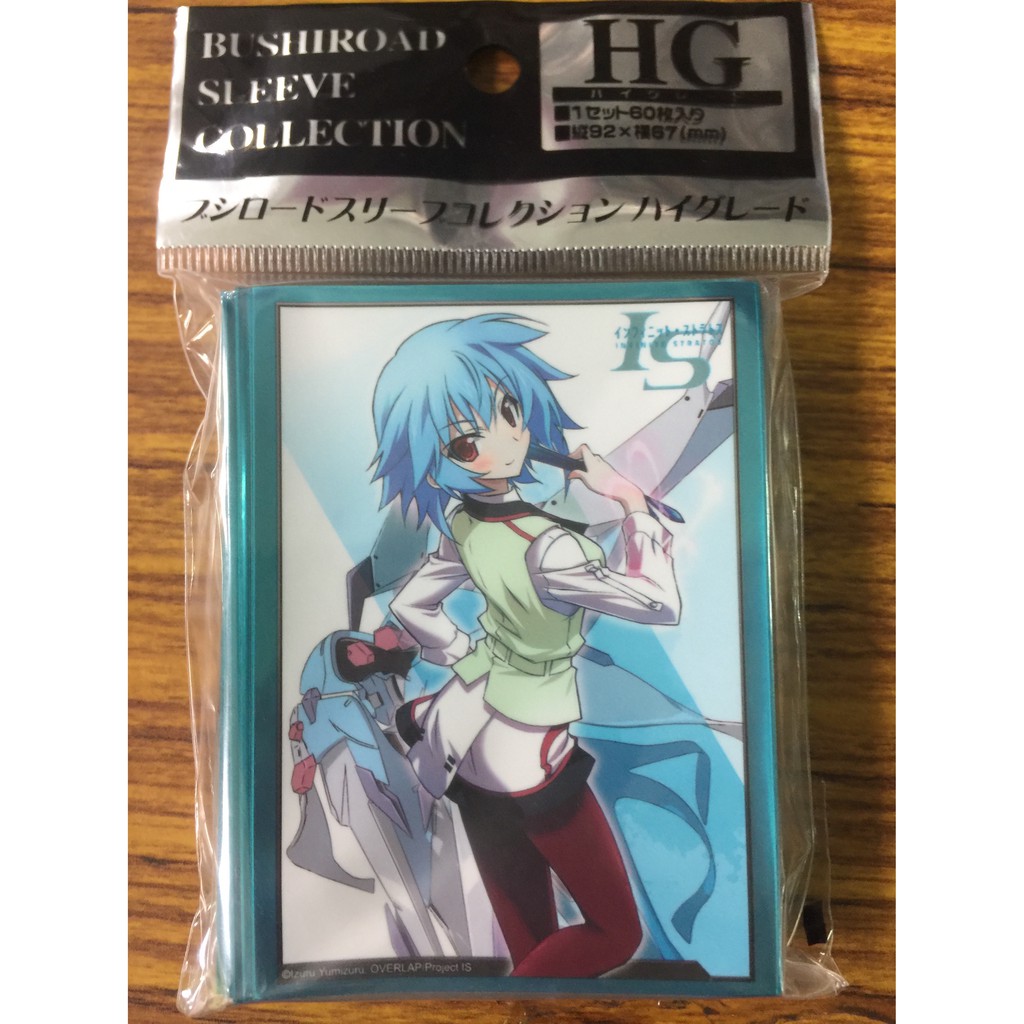 BUSHIROAD
SLEEVE
COLLECTION
HG
ハイグレード
■1セット60枚入り
■縦92×横67(mm)
ブシロードスリーブコレクション ハイグレード
インフィニット・ストラトス
INFINITE STRATOS
IS
©Izuru Yumizuru, OVERLAP/Project IS